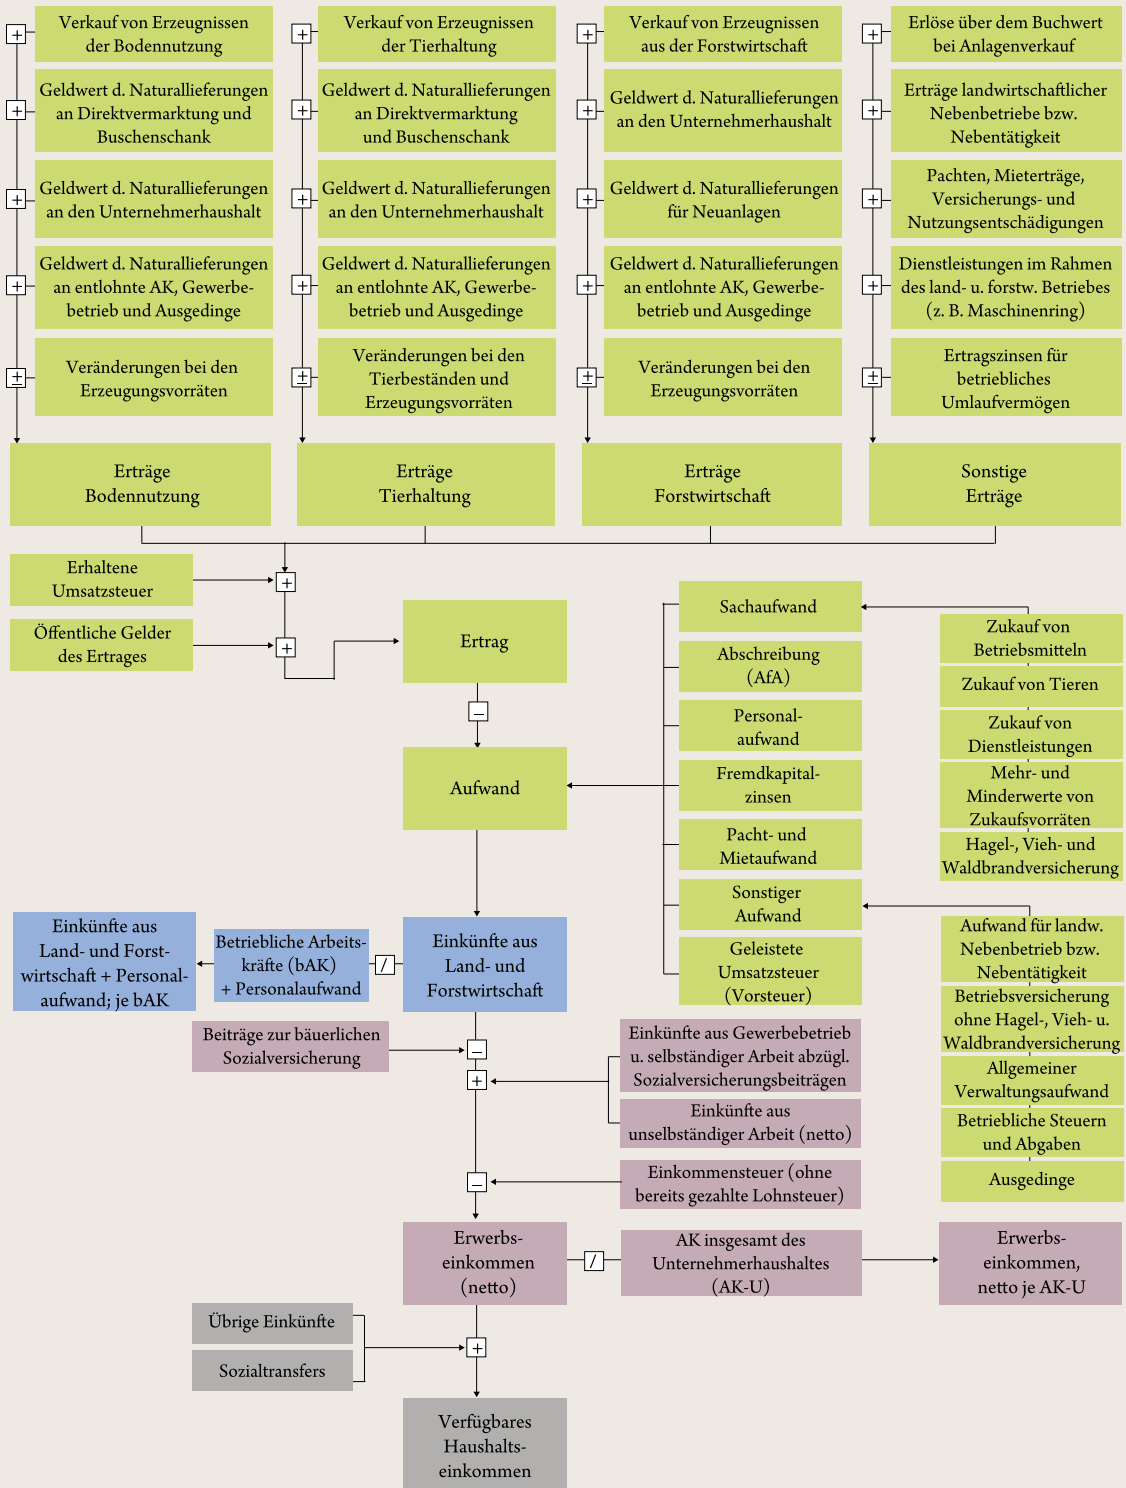 Verkauf von Erzeugnissen
der Bodennutzung
+
Geldwert d. Naturallieferungen
an Direktvermarktung und
Buschenschank
+
Geldwert d. Naturallieferungen
an den Unternehmerhaushalt
+
Geldwert d. Naturallieferungen
an entlohnte AK, Gewerbe-
betrieb und Ausgedinge
+
Veränderungen bei den
Erzeugungsvorräten
±
Erträge
Bodennutzung
Verkauf von Erzeugnissen
der Tierhaltung
+
Geldwert d. Naturallieferungen
an Direktvermarktung
und Buschenschank
+
Geldwert d. Naturallieferungen
an den Unternehmerhaushalt
+
Geldwert d. Naturallieferungen
an entlohnte AK, Gewerbe-
betrieb und Ausgedinge
+
Veränderungen bei den
Tierbeständen und
Erzeugungsvorräten
±
Erträge
Tierhaltung
Verkauf von Erzeugnissen
aus der Forstwirtschaft
+
Geldwert d. Naturallieferungen
an den Unternehmerhaushalt
+
Geldwert d. Naturallieferungen
für Neuanlagen
+
Geldwert d. Naturallieferungen
an entlohnte AK, Gewerbe-
betrieb und Ausgedinge
+
Veränderungen bei den
Erzeugungsvorräten
±
Erträge
Forstwirtschaft
Erlöse über dem Buchwert
bei Anlagenverkauf
+
Erträge landwirtschaftlicher
Nebenbetriebe bzw.
Nebentätigkeit
+
Pachten, Mieterträge,
Versicherungs- und
Nutzungsentschädigungen
+
Dienstleistungen im Rahmen
des land- u. forstw. Betriebes
(z. B. Maschinenring)
+
Ertragszinsen für
betriebliches
Umlaufvermögen
±
Sonstige
Erträge
Erhaltene
Umsatzsteuer
+
Öffentliche Gelder
des Ertrages
+
Ertrag
–
Aufwand
Sachaufwand
Abschreibung
(AfA)
Personal-
aufwand
Fremdkapital-
zinsen
Pacht- und
Mietaufwand
Sonstiger
Aufwand
Geleistete
Umsatzsteuer
(Vorsteuer)
Zukauf von
Betriebsmitteln
Zukauf von Tieren
Zukauf von
Dienstleistungen
Mehr- und
Minderwerte von
Zukaufsvorräten
Hagel-, Vieh- und
Waldbrandversicherung
Aufwand für landw.
Nebenbetrieb bzw.
Nebentätigkeit
Betriebsversicherung
ohne Hagel-, Vieh- u.
Waldbrandversicherung
Allgemeiner
Verwaltungsaufwand
Betriebliche Steuern
und Abgaben
Ausgedinge
Einkünfte aus
Land- und Forst-
wirtschaft + Personal-
aufwand; je bAK
Betriebliche Arbeits-
kräfte (bAK)
+ Personalaufwand
/
Einkünfte aus
Land- und
Forstwirtschaft
Beiträge zur bäuerlichen
Sozialversicherung
–
+
Einkünfte aus Gewerbebetrieb
u. selbständiger Arbeit abzügl.
Sozialversicherungsbeiträgen
Einkünfte aus
unselbständiger Arbeit (netto)
–
Einkommensteuer (ohne
bereits gezahlte Lohnsteuer)
Erwerbs-
einkommen
(netto)
/
AK insgesamt des
Unternehmerhaushaltes
(AK-U)
Erwerbs-
einkommen,
netto je AK-U
Übrige Einkünfte
Sozialtransfers
+
Verfügbares
Haushalts-
einkommen